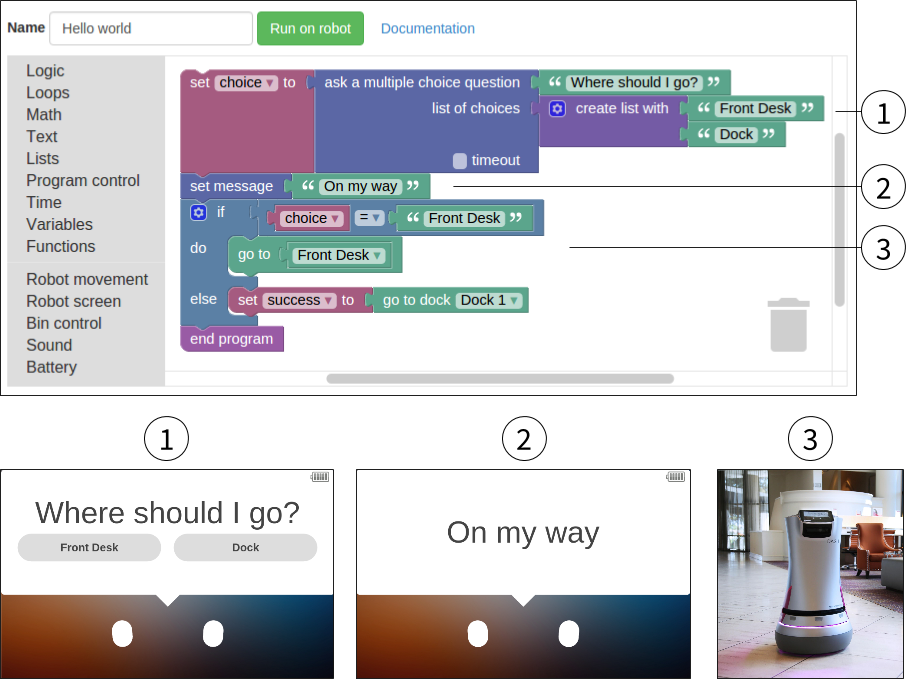 Name Hello world Run on robot Documentation
Logic
Loops
Math
Text
Lists
Program control
Time
Variables
Functions
Robot movement
Robot screen
Bin control
Sound
Battery
set choice ▾ to ask a multiple choice question “ Where should I go? ”
list of choices create list with “ Front Desk ”
“ Dock ”
timeout
set message “ On my way ”
if choice ▾ = ▾ “ Front Desk ”
do go to Front Desk ▾
else set success ▾ to go to dock Dock 1 ▾
end program
1
2
3
1
Where should I go?
Front Desk Dock
2
On my way
3